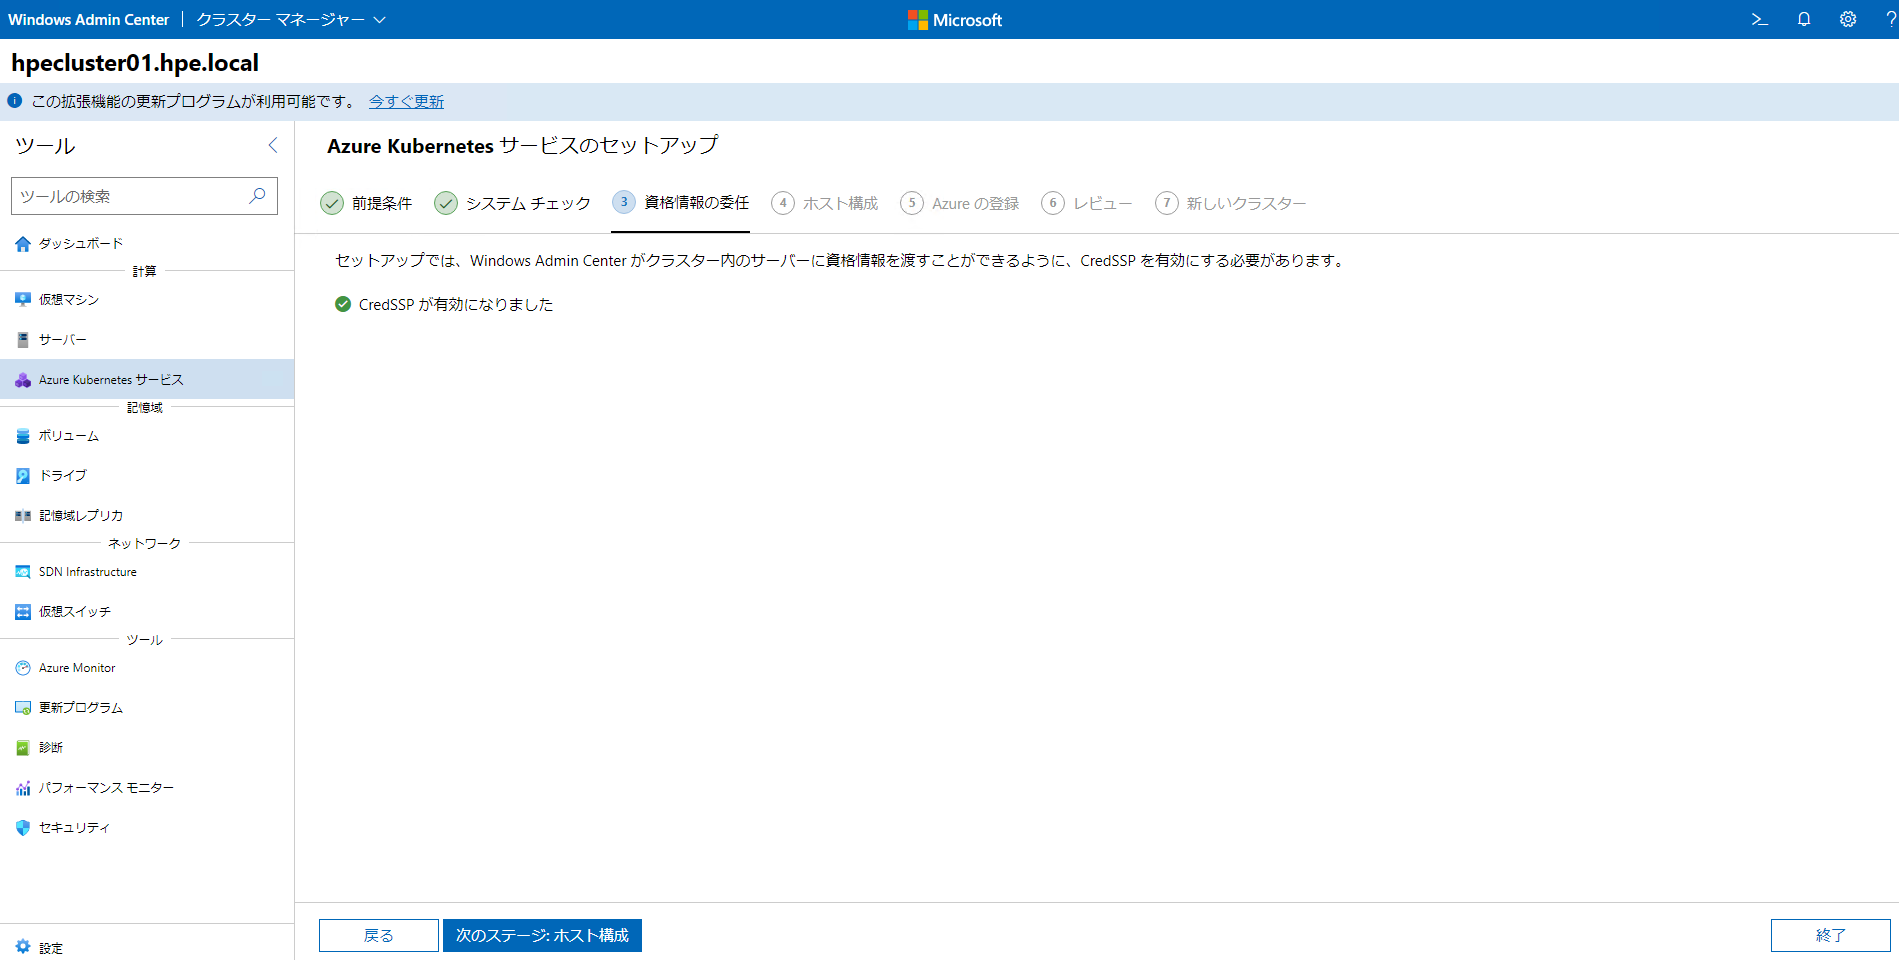 Windows Admin Center | クラスター マネージャー
Microsoft
hpecluster01.hpe.local
この拡張機能の更新プログラムが利用可能です。 今すぐ更新
ツール
ツールの検索
ダッシュボード
計算
仮想マシン
サーバー
Azure Kubernetes サービス
記憶域
ボリューム
ドライブ
記憶域レプリカ
ネットワーク
SDN Infrastructure
仮想スイッチ
ツール
Azure Monitor
更新プログラム
診断
パフォーマンス モニター
セキュリティ
設定
Azure Kubernetes サービスのセットアップ
前提条件 システム チェック 3 資格情報の委任 4 ホスト構成 5 Azure の登録 6 レビュー 7 新しいクラスター
セットアップでは、Windows Admin Center がクラスター内のサーバーに資格情報を渡すことができるように、CredSSP を有効にする必要があります。
CredSSP が有効になりました
戻る 次のステージ: ホスト構成 終了